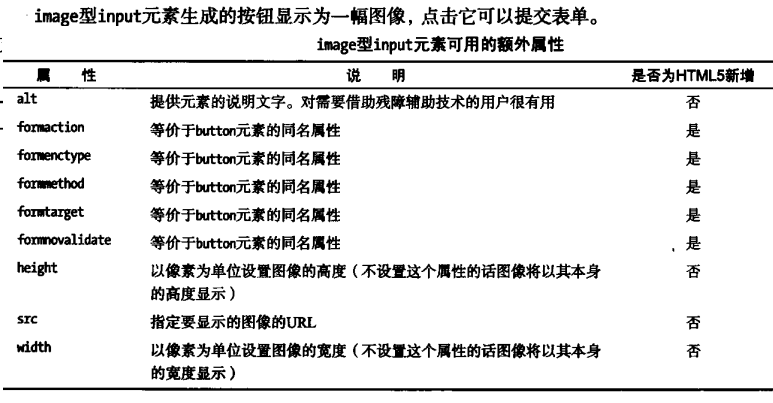 image型input元素生成的按钮显示为一幅图像，点击它可以提交表单。
image型input元素可用的额外属性
属 性 说 明 是否为HTML5新增
alt 提供元素的说明文字。对需要借助残障辅助技术的用户很有用 否
formaction 等价于button元素的同名属性 是
formenctype 等价于button元素的同名属性 是
formmethod 等价于button元素的同名属性 是
formtarget 等价于button元素的同名属性 是
formnovalidate 等价于button元素的同名属性 是
height 以像素为单位设置图像的高度（不设置这个属性的话图像将以其本身 否
的高度显示）
src 指定要显示的图像的URL 否
width 以像素为单位设置图像的宽度（不设置这个属性的话图像将以其本身 否
的宽度显示）